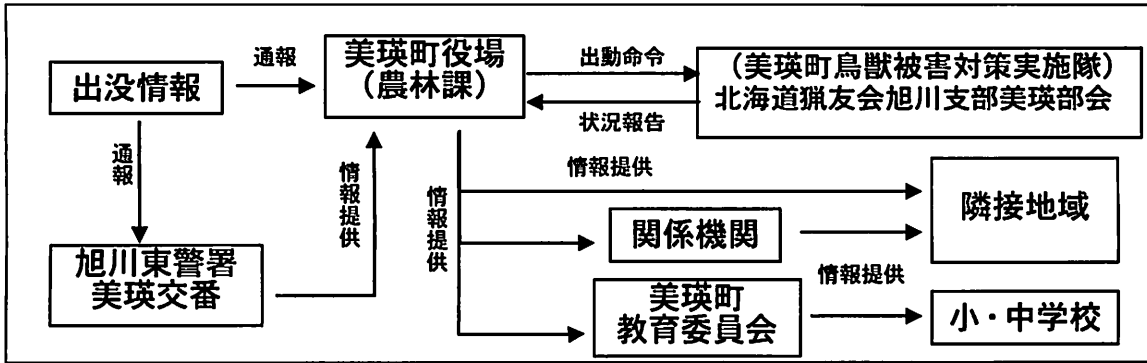 出没情報
通報
美瑛町役場
(農林課)
出動命令
状況報告
(美瑛町鳥獣被害対策実施隊)
北海道猟友会旭川支部美瑛部会
通報
情報提供
情報提供
情報提供
隣接地域
旭川東警署
美瑛交番
関係機関
情報提供
美瑛町
教育委員会
小・中学校